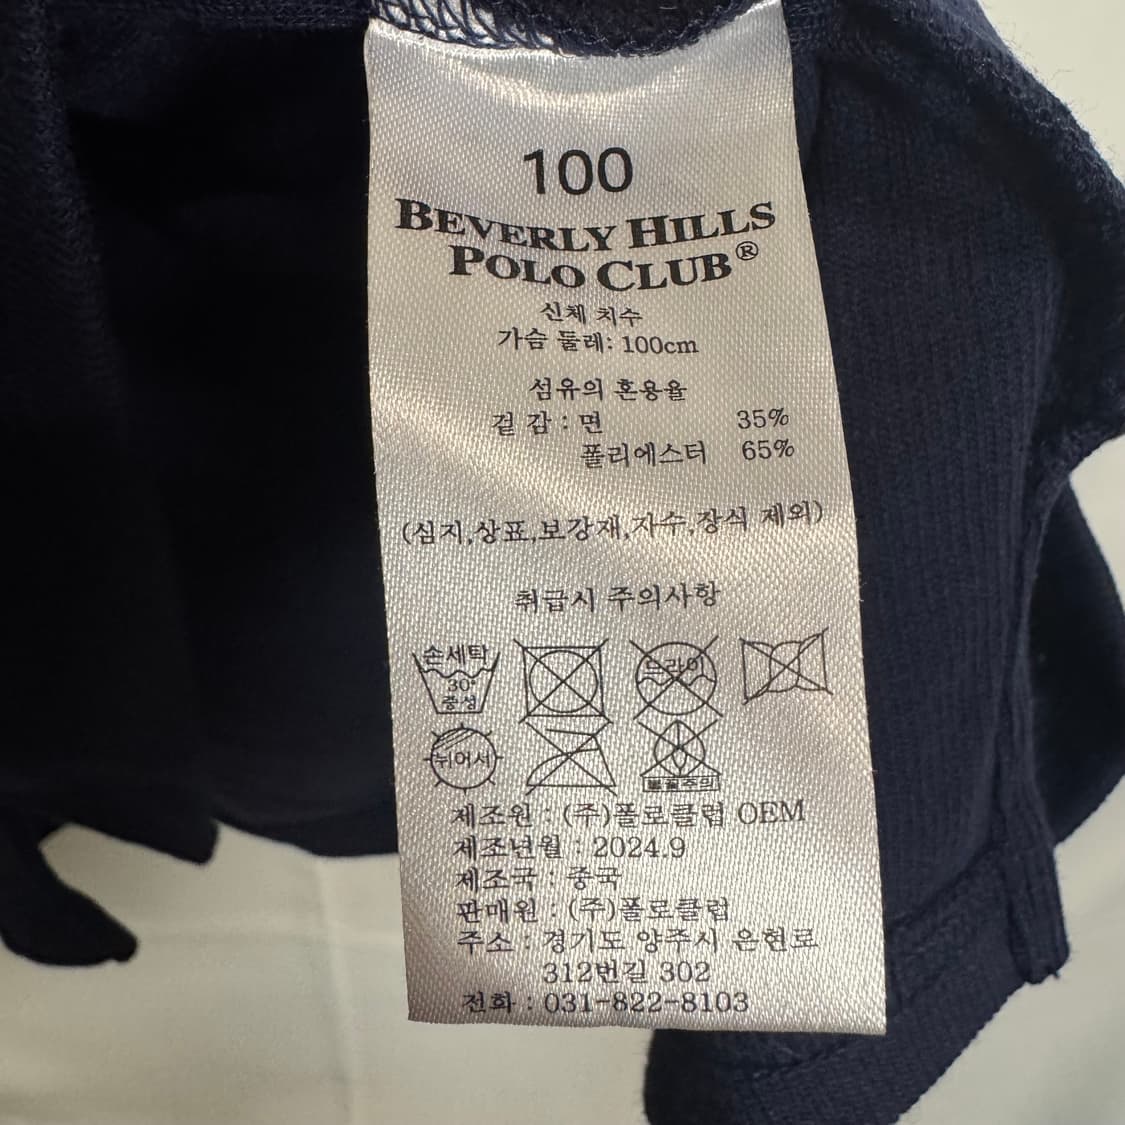 100
BEVERLY HILLS
POLO CLUB®
신체 치수
가슴 둘레: 100cm
섬유의 혼용율
겉 감 : 면 35%
폴리에스터 65%
(심지,상표,보강재,자수,장식 제외)
취급시 주의사항
손세탁 드라이
30°
중성
뉘어서
제조원 : (주)폴로클럽 OEM
제조년월 : 2024.9
제조국 : 중국
판매원 : (주)폴로클럽
주소 : 경기도 양주시 은현로
312번길 302
전화 : 031-822-8103